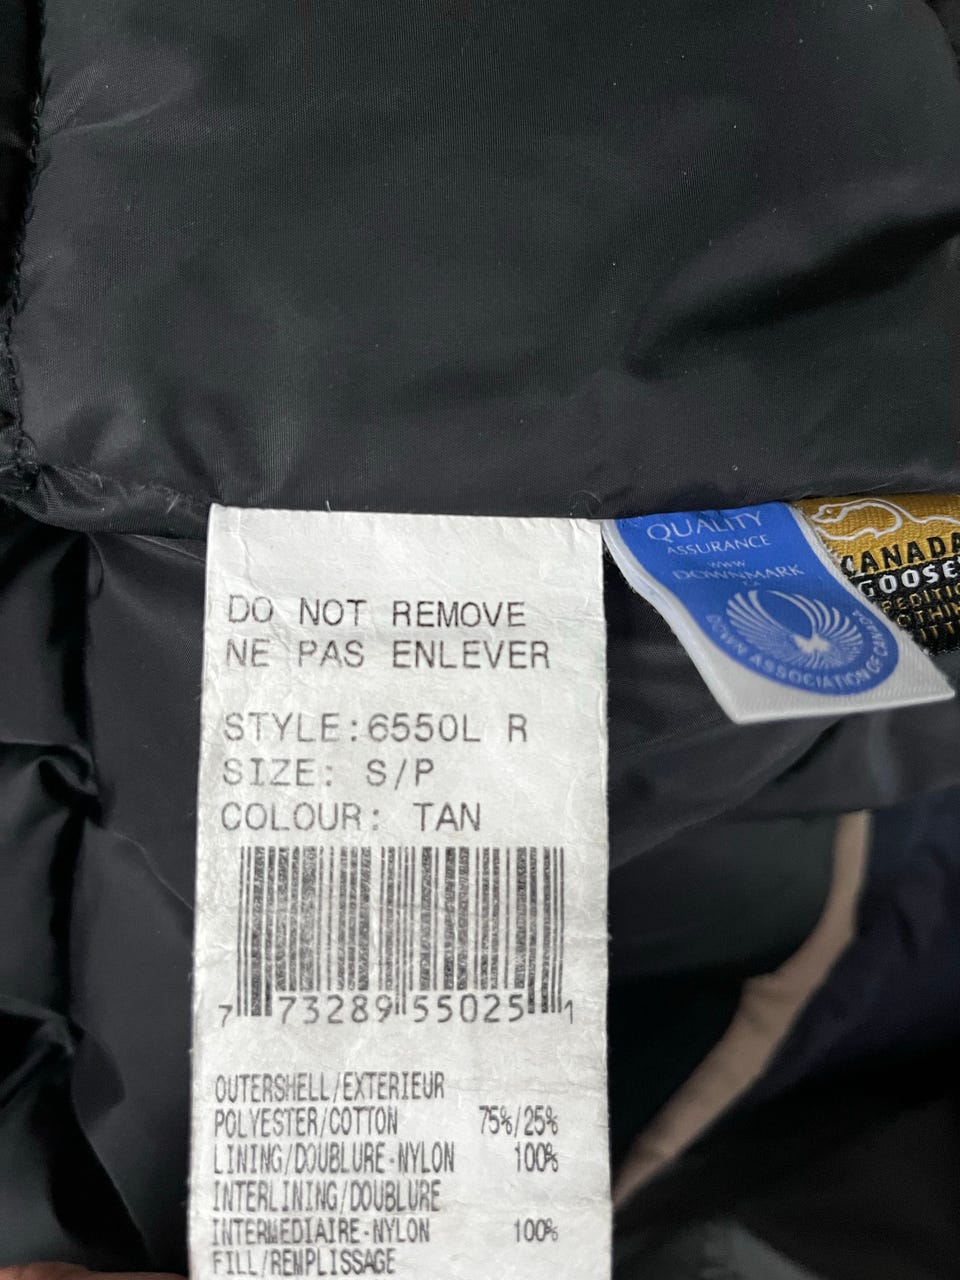 DO NOT REMOVE
NE PAS ENLEVER
STYLE:6550L R
SIZE: S/P
COLOUR: TAN
7 73289 55025 1
OUTERSHELL/EXTERIEUR
POLYESTER/COTTON 75%/25%
LINING/DOUBLURE-NYLON 100%
INTERLINING/DOUBLURE
INTERMEDIAIRE-NYLON 100%
FILL/REMPLISSAGE
QUALITY
ASSURANCE
www
DOWNMARK
DOWN ASSOCIATION OF CANADA
CANADA
GOOSE